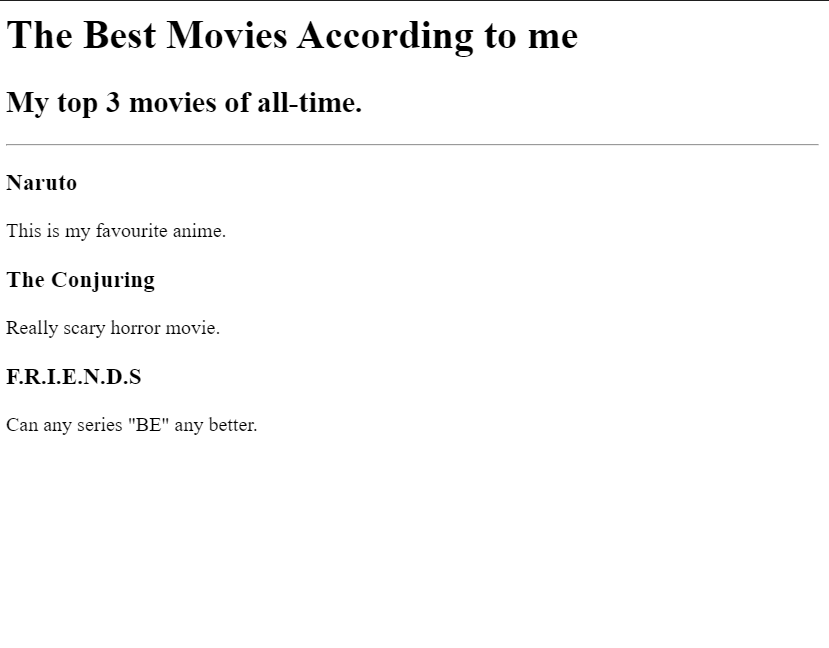 The Best Movies According to me
My top 3 movies of all-time.
Naruto
This is my favourite anime.
The Conjuring
Really scary horror movie.
F.R.I.E.N.D.S
Can any series "BE" any better.